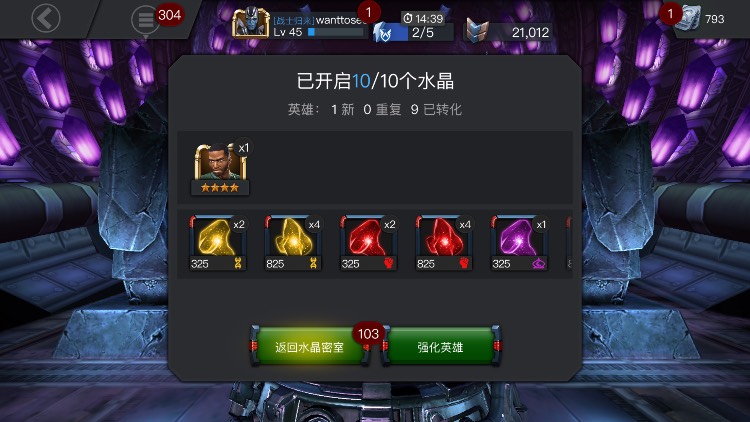 304
[战士归来]wanttose
Lv 45
1
14:39
2/5
21,012
1
793
已开启10/10个水晶
英雄： 1 新 0 重复 9 已转化
x1
x2
325
x4
825
x2
325
x4
825
x1
325
返回水晶密室
103
强化英雄